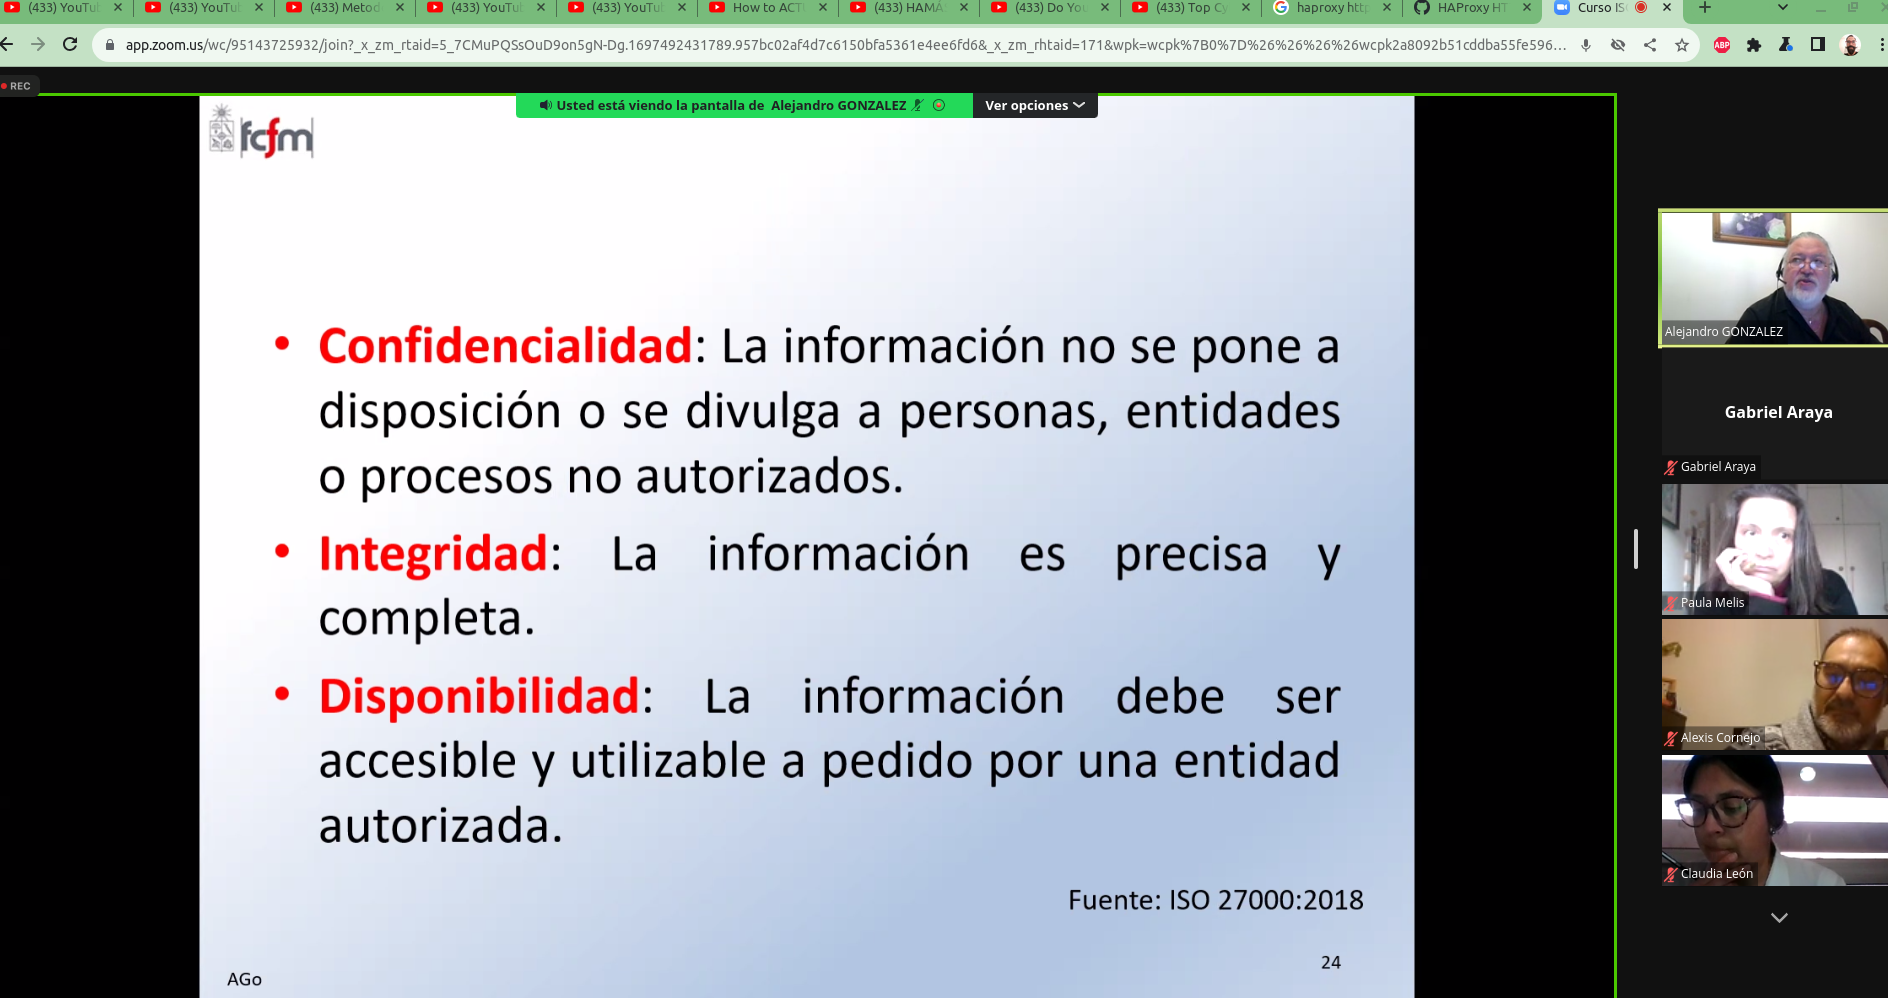 (433) YouTu
(433) YouTu
(433) Metod
(433) YouTu
(433) YouTu
How to ACT
(433) HAMÁS
(433) Do You
(433) Top Cy
haproxy http
HAProxy HT
Curso IS
app.zoom.us/wc/95143725932/join?_x_zm_rtaid=5_7CMuPQSsOuD9on5gN-Dg.1697492431789.957bc02af4d7c6150bfa5361e4ee6fd6&_x_zm_rhtaid=171&wpk=wcpk%7B0%7D%26%26%26%26wcpk2a8092b51cddba55fe596...
ABP
REC
Usted está viendo la pantalla de Alejandro GONZALEZ
Ver opciones
fcfm
• Confidencialidad: La información no se pone a
disposición o se divulga a personas, entidades
o procesos no autorizados.
• Integridad: La información es precisa y
completa.
• Disponibilidad: La información debe ser
accesible y utilizable a pedido por una entidad
autorizada.
Fuente: ISO 27000:2018
24
AGo
Alejandro GONZALEZ
Gabriel Araya
Gabriel Araya
Paula Melis
Alexis Cornejo
Claudia León